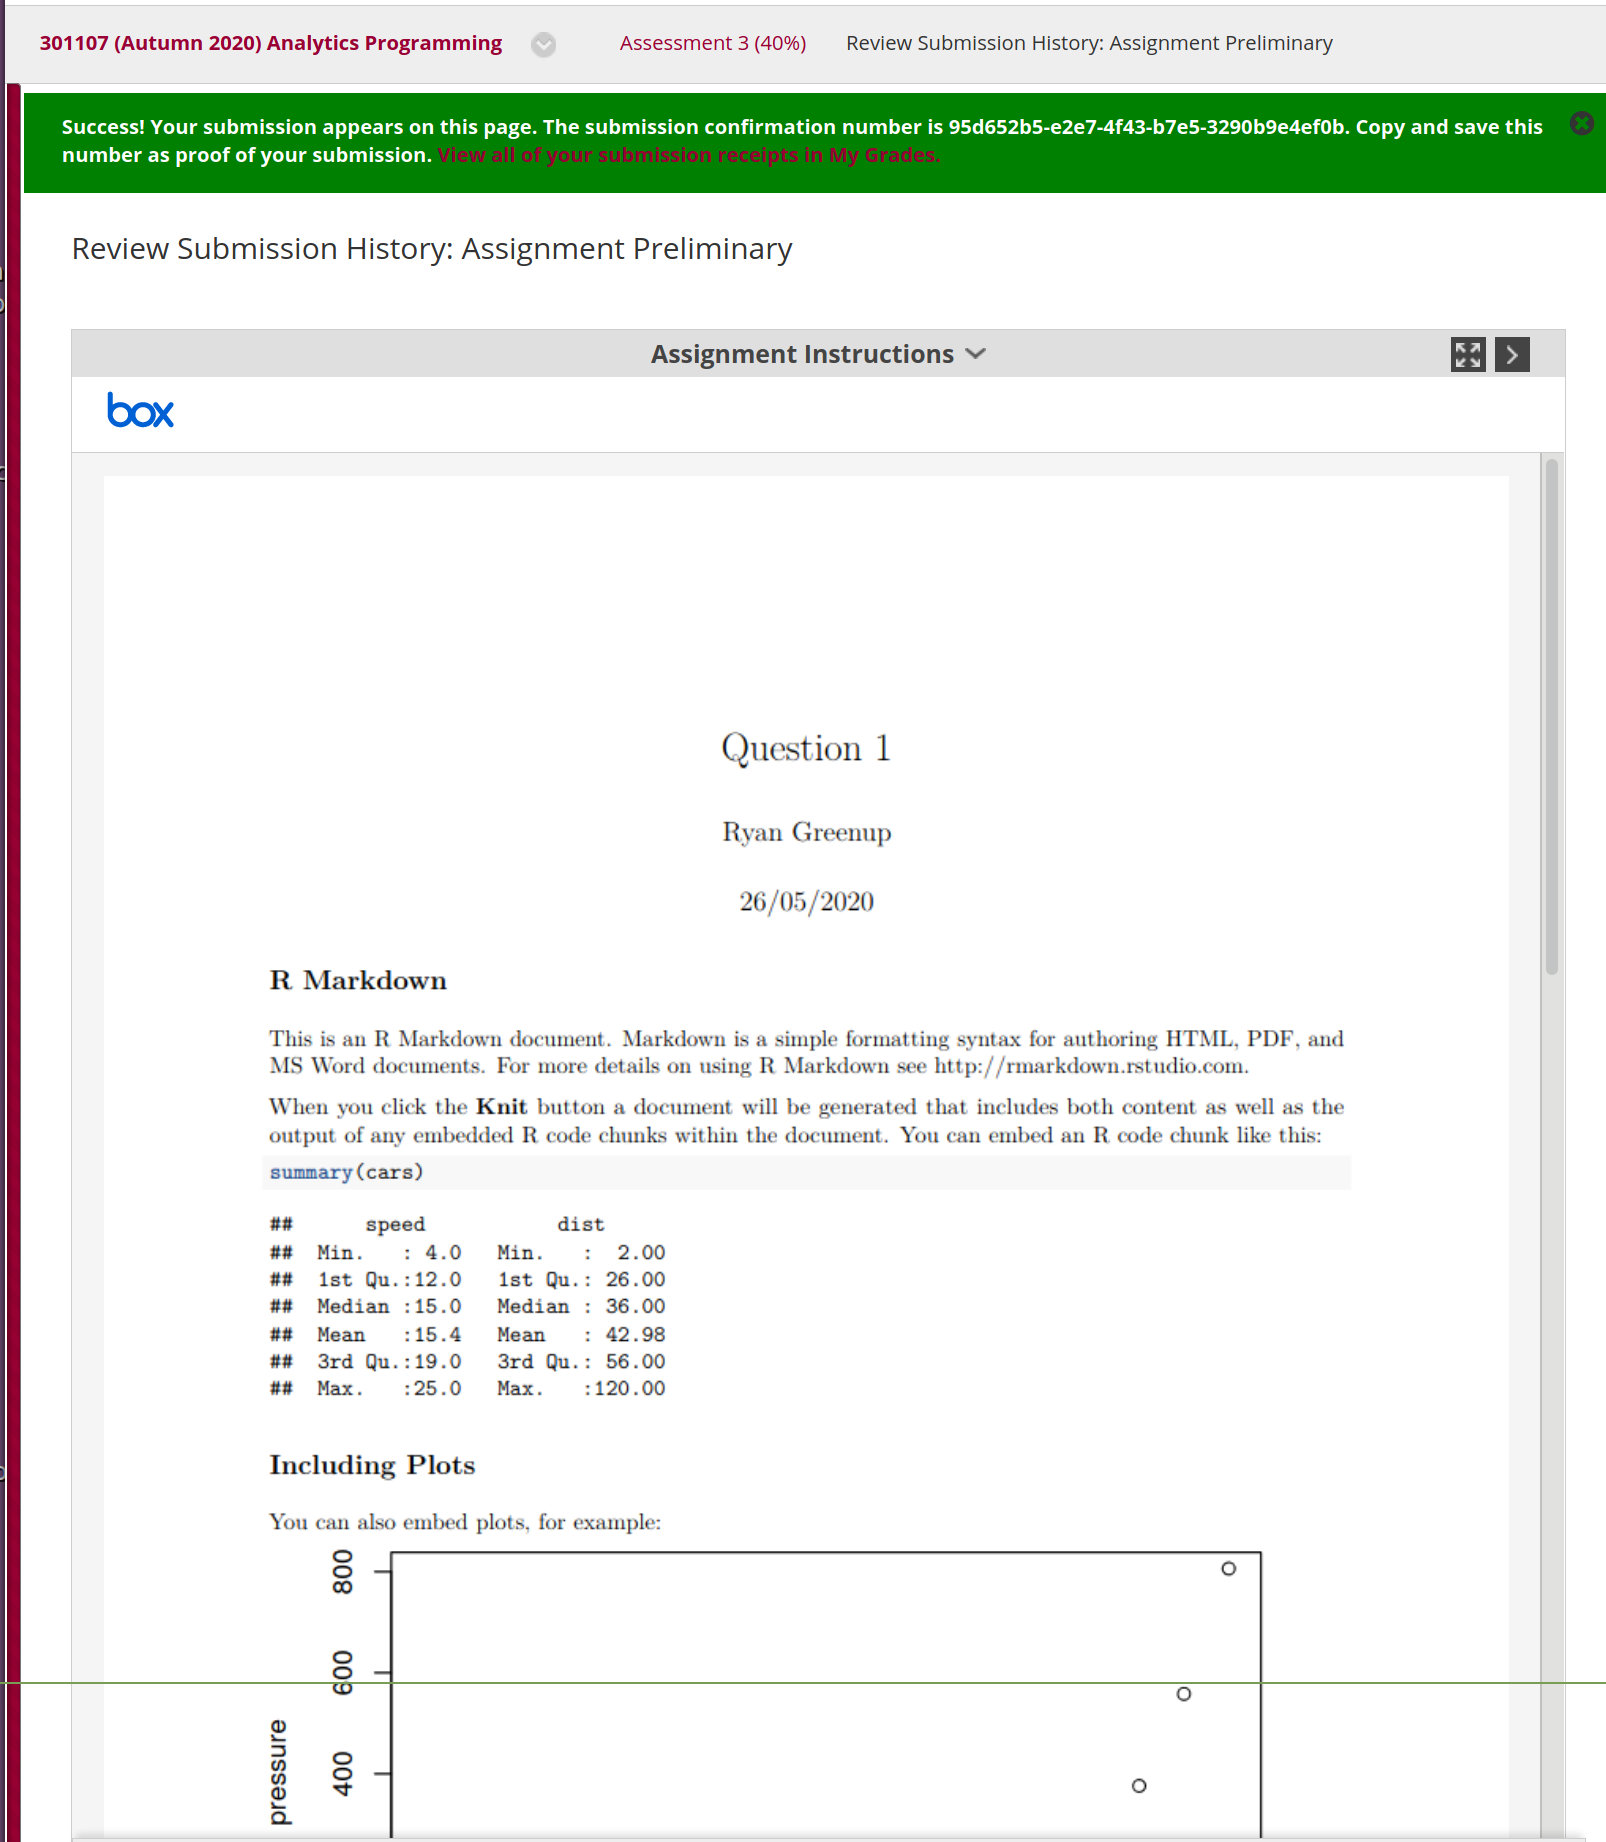 301107 (Autumn 2020) Analytics Programming Assessment 3 (40%) Review Submission History: Assignment Preliminary
Success! Your submission appears on this page. The submission confirmation number is 95d652b5-e2e7-4f43-b7e5-3290b9e4ef0b. Copy and save this
number as proof of your submission. View all of your submission receipts in My Grades.
Review Submission History: Assignment Preliminary
Assignment Instructions
box
Question 1
Ryan Greenup
26/05/2020
R Markdown
This is an R Markdown document. Markdown is a simple formatting syntax for authoring HTML, PDF, and
MS Word documents. For more details on using R Markdown see http://rmarkdown.rstudio.com.
When you click the Knit button a document will be generated that includes both content as well as the
output of any embedded R code chunks within the document. You can embed an R code chunk like this:
summary(cars)
##      speed           dist
##  Min.   : 4.0   Min.   :  2.00
##  1st Qu.:12.0   1st Qu.: 26.00
##  Median :15.0   Median : 36.00
##  Mean   :15.4   Mean   : 42.98
##  3rd Qu.:19.0   3rd Qu.: 56.00
##  Max.   :25.0   Max.   :120.00
Including Plots
You can also embed plots, for example:
800
600
400
pressure